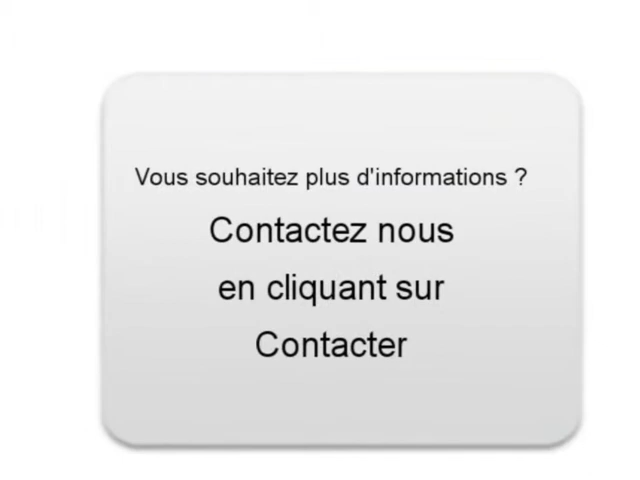 Vous souhaitez plus d'informations ?
Contactez nous
en cliquant sur
Contacter